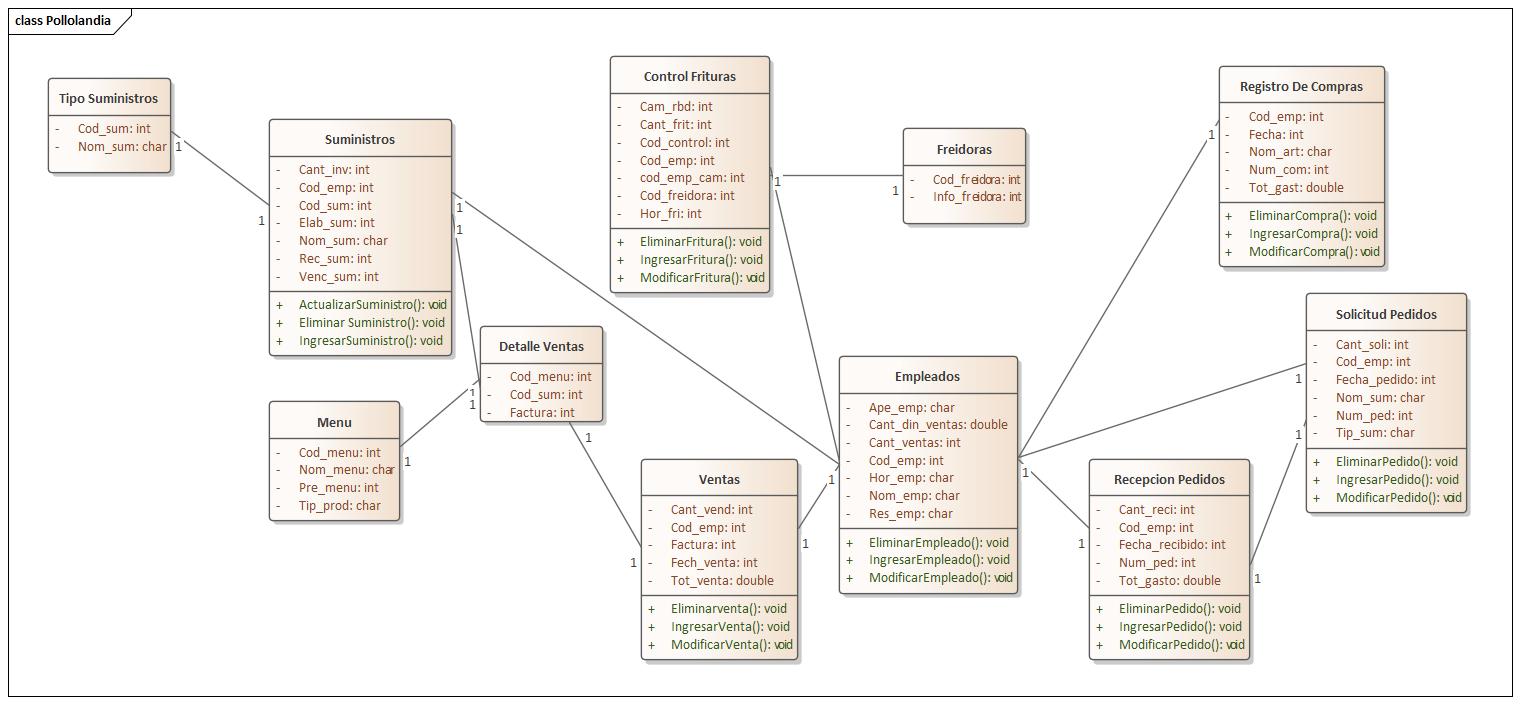 class Pollolandia
Tipo Suministros
- Cod_sum: int
- Nom_sum: char
1
1
Suministros
- Cant_inv: int
- Cod_emp: int
- Cod_sum: int
- Elab_sum: int
- Nom_sum: char
- Rec_sum: int
- Venc_sum: int
+ ActualizarSuministro(): void
+ Eliminar Suministro(): void
+ IngresarSuministro(): void
1
1
Control Frituras
- Cam_rbd: int
- Cant_frit: int
- Cod_control: int
- Cod_emp: int
- cod_emp_cam: int
- Cod_freidora: int
- Hor_fri: int
+ EliminarFritura(): void
+ IngresarFritura(): void
+ ModificarFritura(): void
1
1
Freidoras
- Cod_freidora: int
- Info_freidora: int
Registro De Compras
- Cod_emp: int
- Fecha: int
- Nom_art: char
- Num_com: int
- Tot_gast: double
+ EliminarCompra(): void
+ IngresarCompra(): void
+ ModificarCompra(): void
1
Solicitud Pedidos
- Cant_soli: int
- Cod_emp: int
- Fecha_pedido: int
- Nom_sum: char
- Num_ped: int
- Tip_sum: char
+ EliminarPedido(): void
+ IngresarPedido(): void
+ ModificarPedido(): void
1
1
Detalle Ventas
- Cod_menu: int
- Cod_sum: int
- Factura: int
1
1
1
Menu
- Cod_menu: int
- Nom_menu: char
- Pre_menu: int
- Tip_prod: char
1
Empleados
- Ape_emp: char
- Cant_din_ventas: double
- Cant_ventas: int
- Cod_emp: int
- Hor_emp: char
- Nom_emp: char
- Res_emp: char
+ EliminarEmpleado(): void
+ IngresarEmpleado(): void
+ ModificarEmpleado(): void
1
1
Ventas
- Cant_vend: int
- Cod_emp: int
- Factura: int
- Fech_venta: int
- Tot_venta: double
+ Eliminarventa(): void
+ IngresarVenta(): void
+ ModificarVenta(): void
1
1
Recepcion Pedidos
- Cant_reci: int
- Cod_emp: int
- Fecha_recibido: int
- Num_ped: int
- Tot_gasto: double
+ EliminarPedido(): void
+ IngresarPedido(): void
+ ModificarPedido(): void
1
1